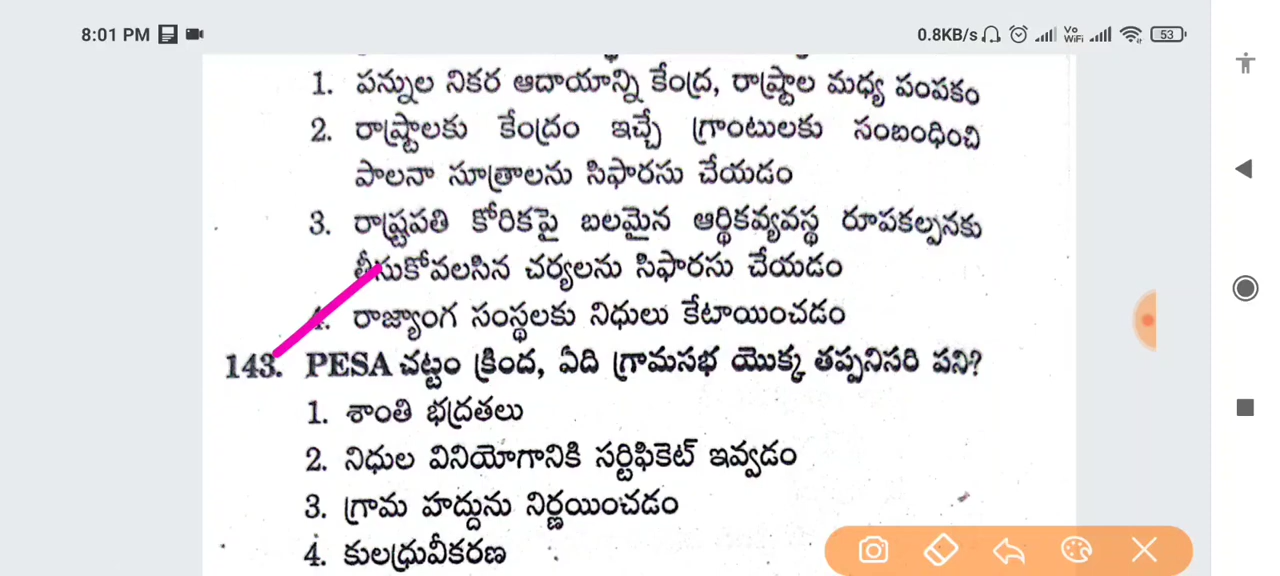 8:01 PM
0.8KB/s Vo WiFi 53
1. పన్నుల నికర ఆదాయాన్ని కేంద్ర, రాష్ట్రాల మధ్య పంపకం
2. రాష్ట్రాలకు కేంద్రం ఇచ్చే గ్రాంటులకు సంబంధించి
పాలనా సూత్రాలను సిఫారసు చేయడం
3. రాష్ట్రపతి కోరికపై బలమైన ఆర్థికవ్యవస్థ రూపకల్పనకు
తీసుకోవలసిన చర్యలను సిఫారసు చేయడం
4. రాజ్యాంగ సంస్థలకు నిధులు కేటాయించడం
143. PESA చట్టం క్రింద, ఏది గ్రామసభ యొక్క తప్పనిసరి పని?
1. శాంతి భద్రతలు
2. నిధుల వినియోగానికి సర్టిఫికెట్ ఇవ్వడం
3. గ్రామ హద్దును నిర్ణయించడం
4. కులధ్రువీకరణ